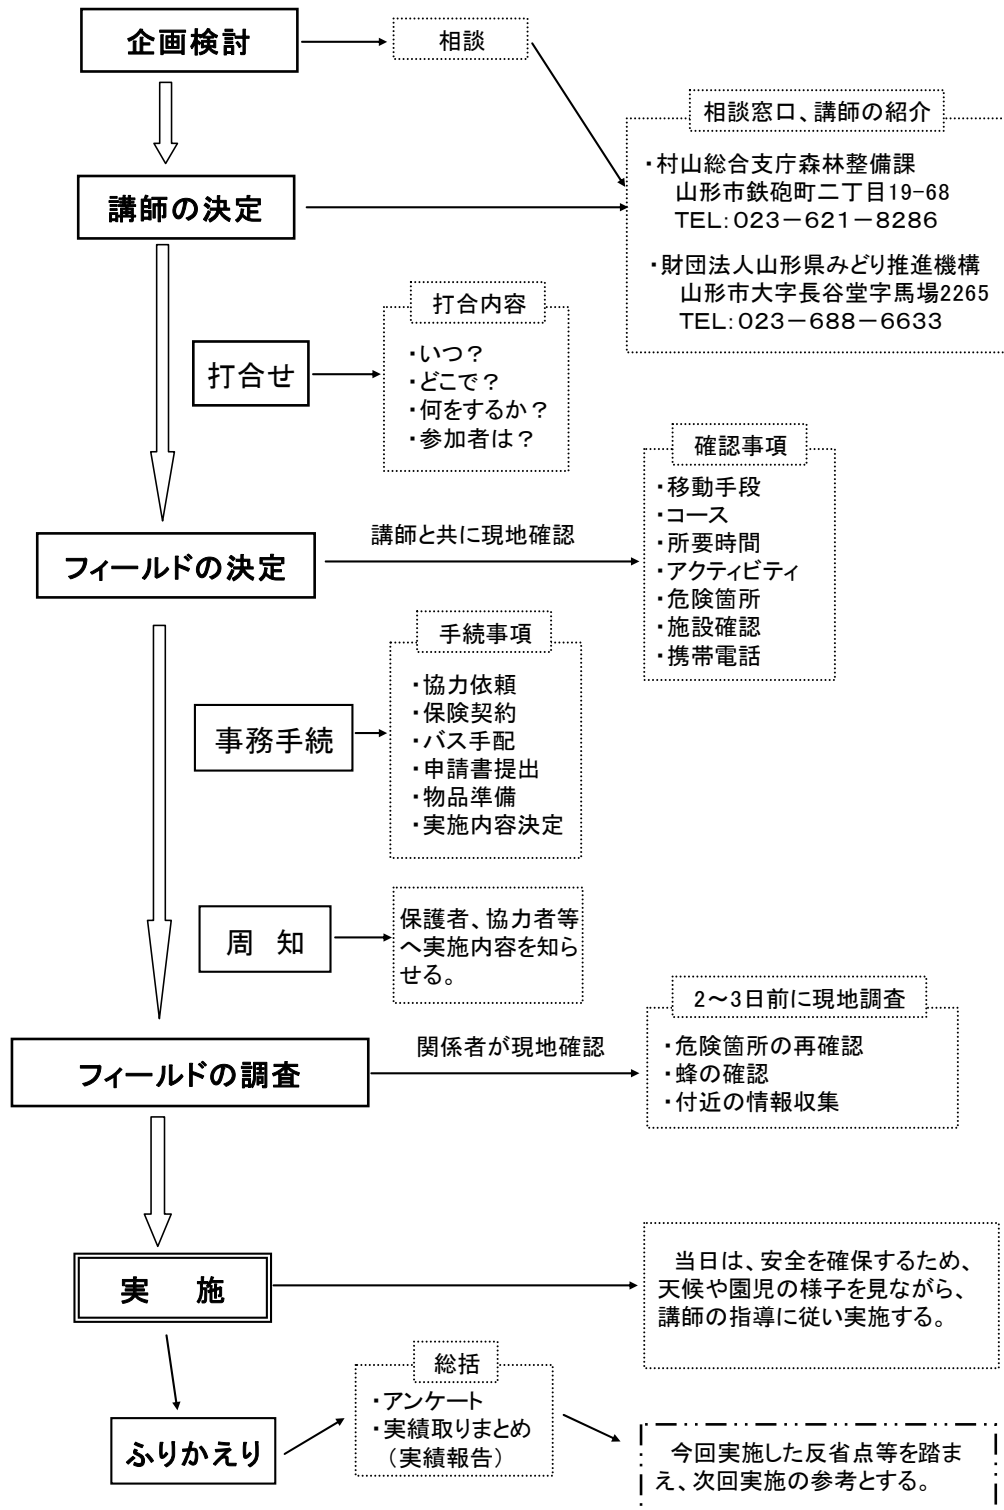 企画検討
相談
相談窓口、講師の紹介
・村山総合支庁森林整備課
山形市鉄砲町二丁目19-68
TEL:023-621-8286
・財団法人山形県みどり推進機構
山形市大字長谷堂字馬場2265
TEL:023-688-6633
講師の決定
打合せ
打合内容
・いつ?
・どこで?
・何をするか?
・参加者は?
フィールドの決定
講師と共に現地確認
確認事項
・移動手段
・コース
・所要時間
・アクティビティ
・危険箇所
・施設確認
・携帯電話
事務手続
手続事項
・協力依頼
・保険契約
・バス手配
・申請書提出
・物品準備
・実施内容決定
周 知
保護者、協力者等
へ実施内容を知ら
せる。
フィールドの調査
関係者が現地確認
2~3日前に現地調査
・危険箇所の再確認
・蜂の確認
・付近の情報収集
実 施
当日は、安全を確保するため、
天候や園児の様子を見ながら、
講師の指導に従い実施する。
ふりかえり
総括
・アンケート
・実績取りまとめ
(実績報告)
今回実施した反省点等を踏ま
え、次回実施の参考とする。